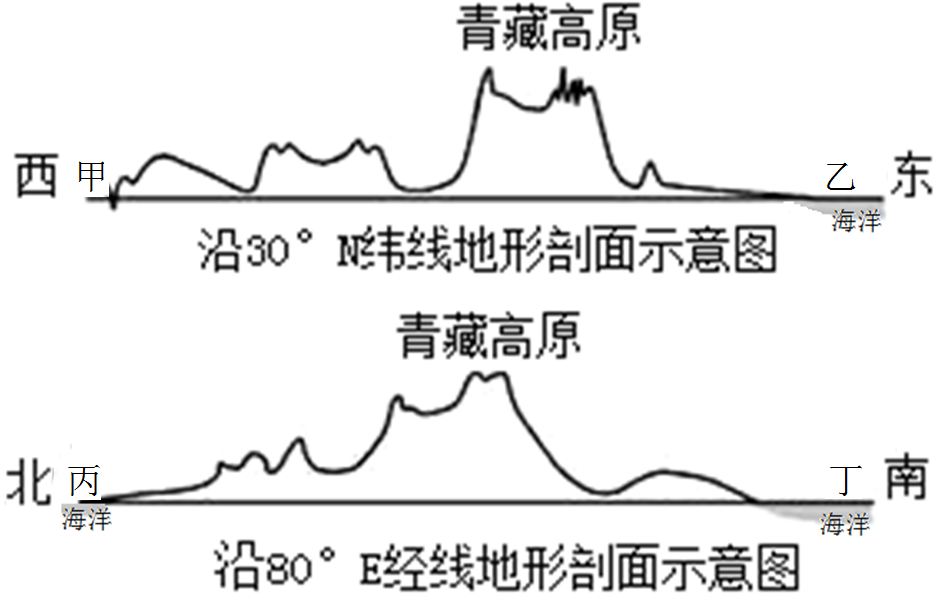 青藏高原
西 甲 乙 东
海洋
沿30°N纬线地形剖面示意图
青藏高原
北 丙 丁 南
海洋 海洋
沿80°E经线地形剖面示意图